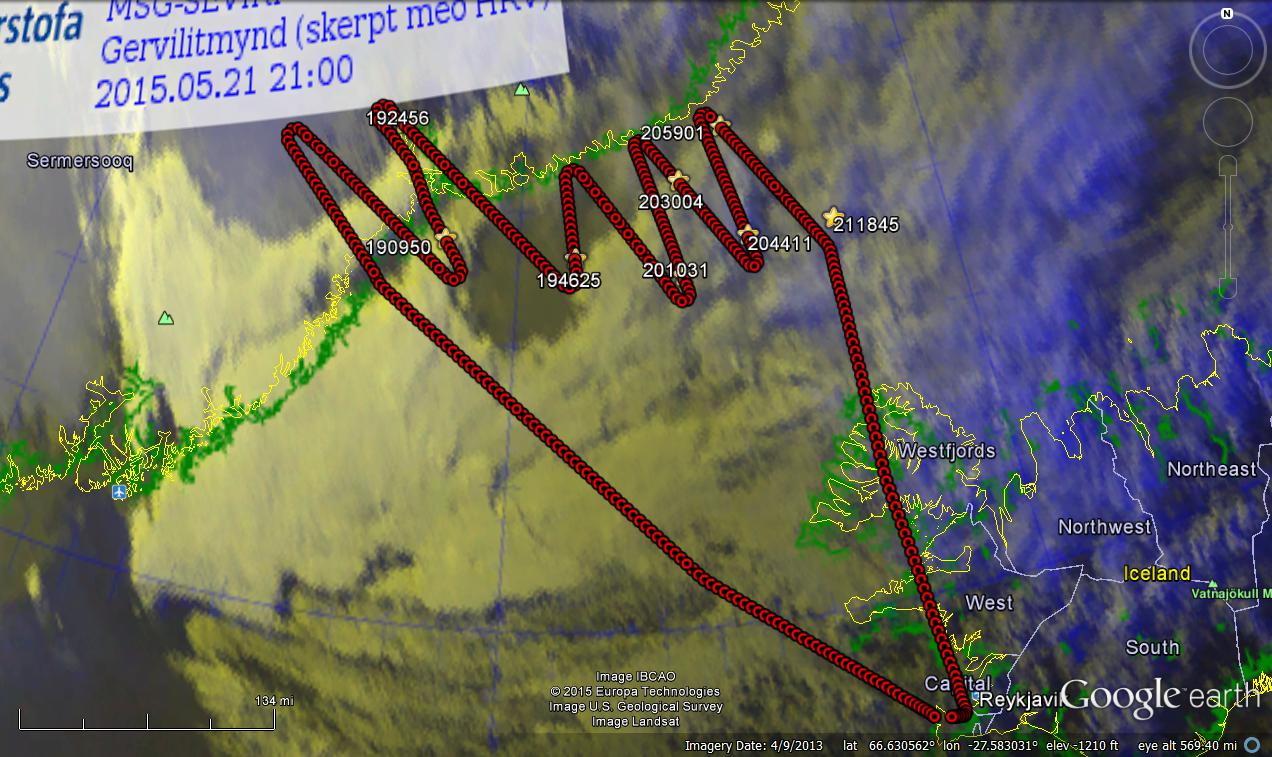 rstofa
s
MSG-SEVIRI
Gervilitmynd (skerpt með HRV)
2015.05.21 21:00
N
192456
205901
Sermersooq
203004
211845
190950
204411
201031
194625
Westfjords
Northeast
Northwest
Iceland
Vatnajökull M
West
South
Capital
Reykjavik
Google earth
134 mi
Image IBCAO
© 2015 Europa Technologies
Image U.S. Geological Survey
Image Landsat
Imagery Date: 4/9/2013 lat 66.630562° lon -27.583031° elev -1210 ft eye alt 569.40 mi